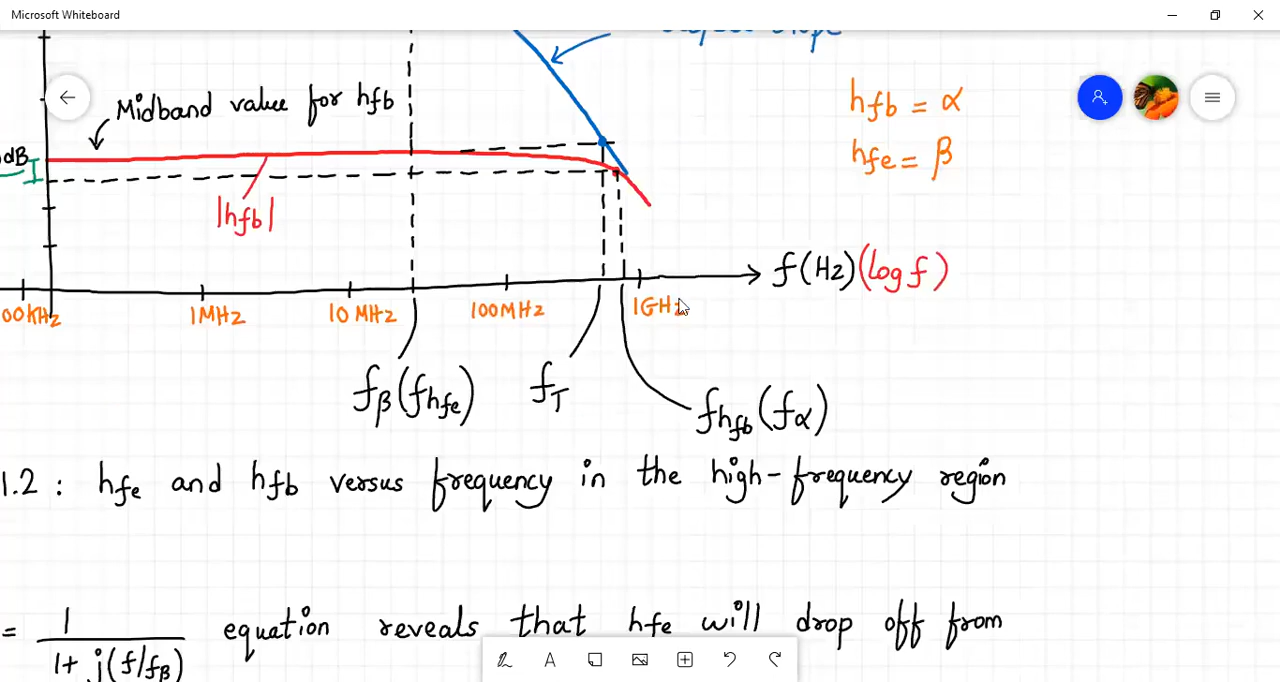 Microsoft Whiteboard
slope
Midband value for hfb
dB
|hfb|
hfb = α
hfe = β
f(Hz)(log f)
00KHz 1MHz 10MHz 100MHz 1GHz
fβ(fhfe) fT fhfb(fα)
1.2 : hfe and hfb versus frequency in the high-frequency region
= 1 / 1+ j(f/fβ) equation reveals that hfe will drop off from
A